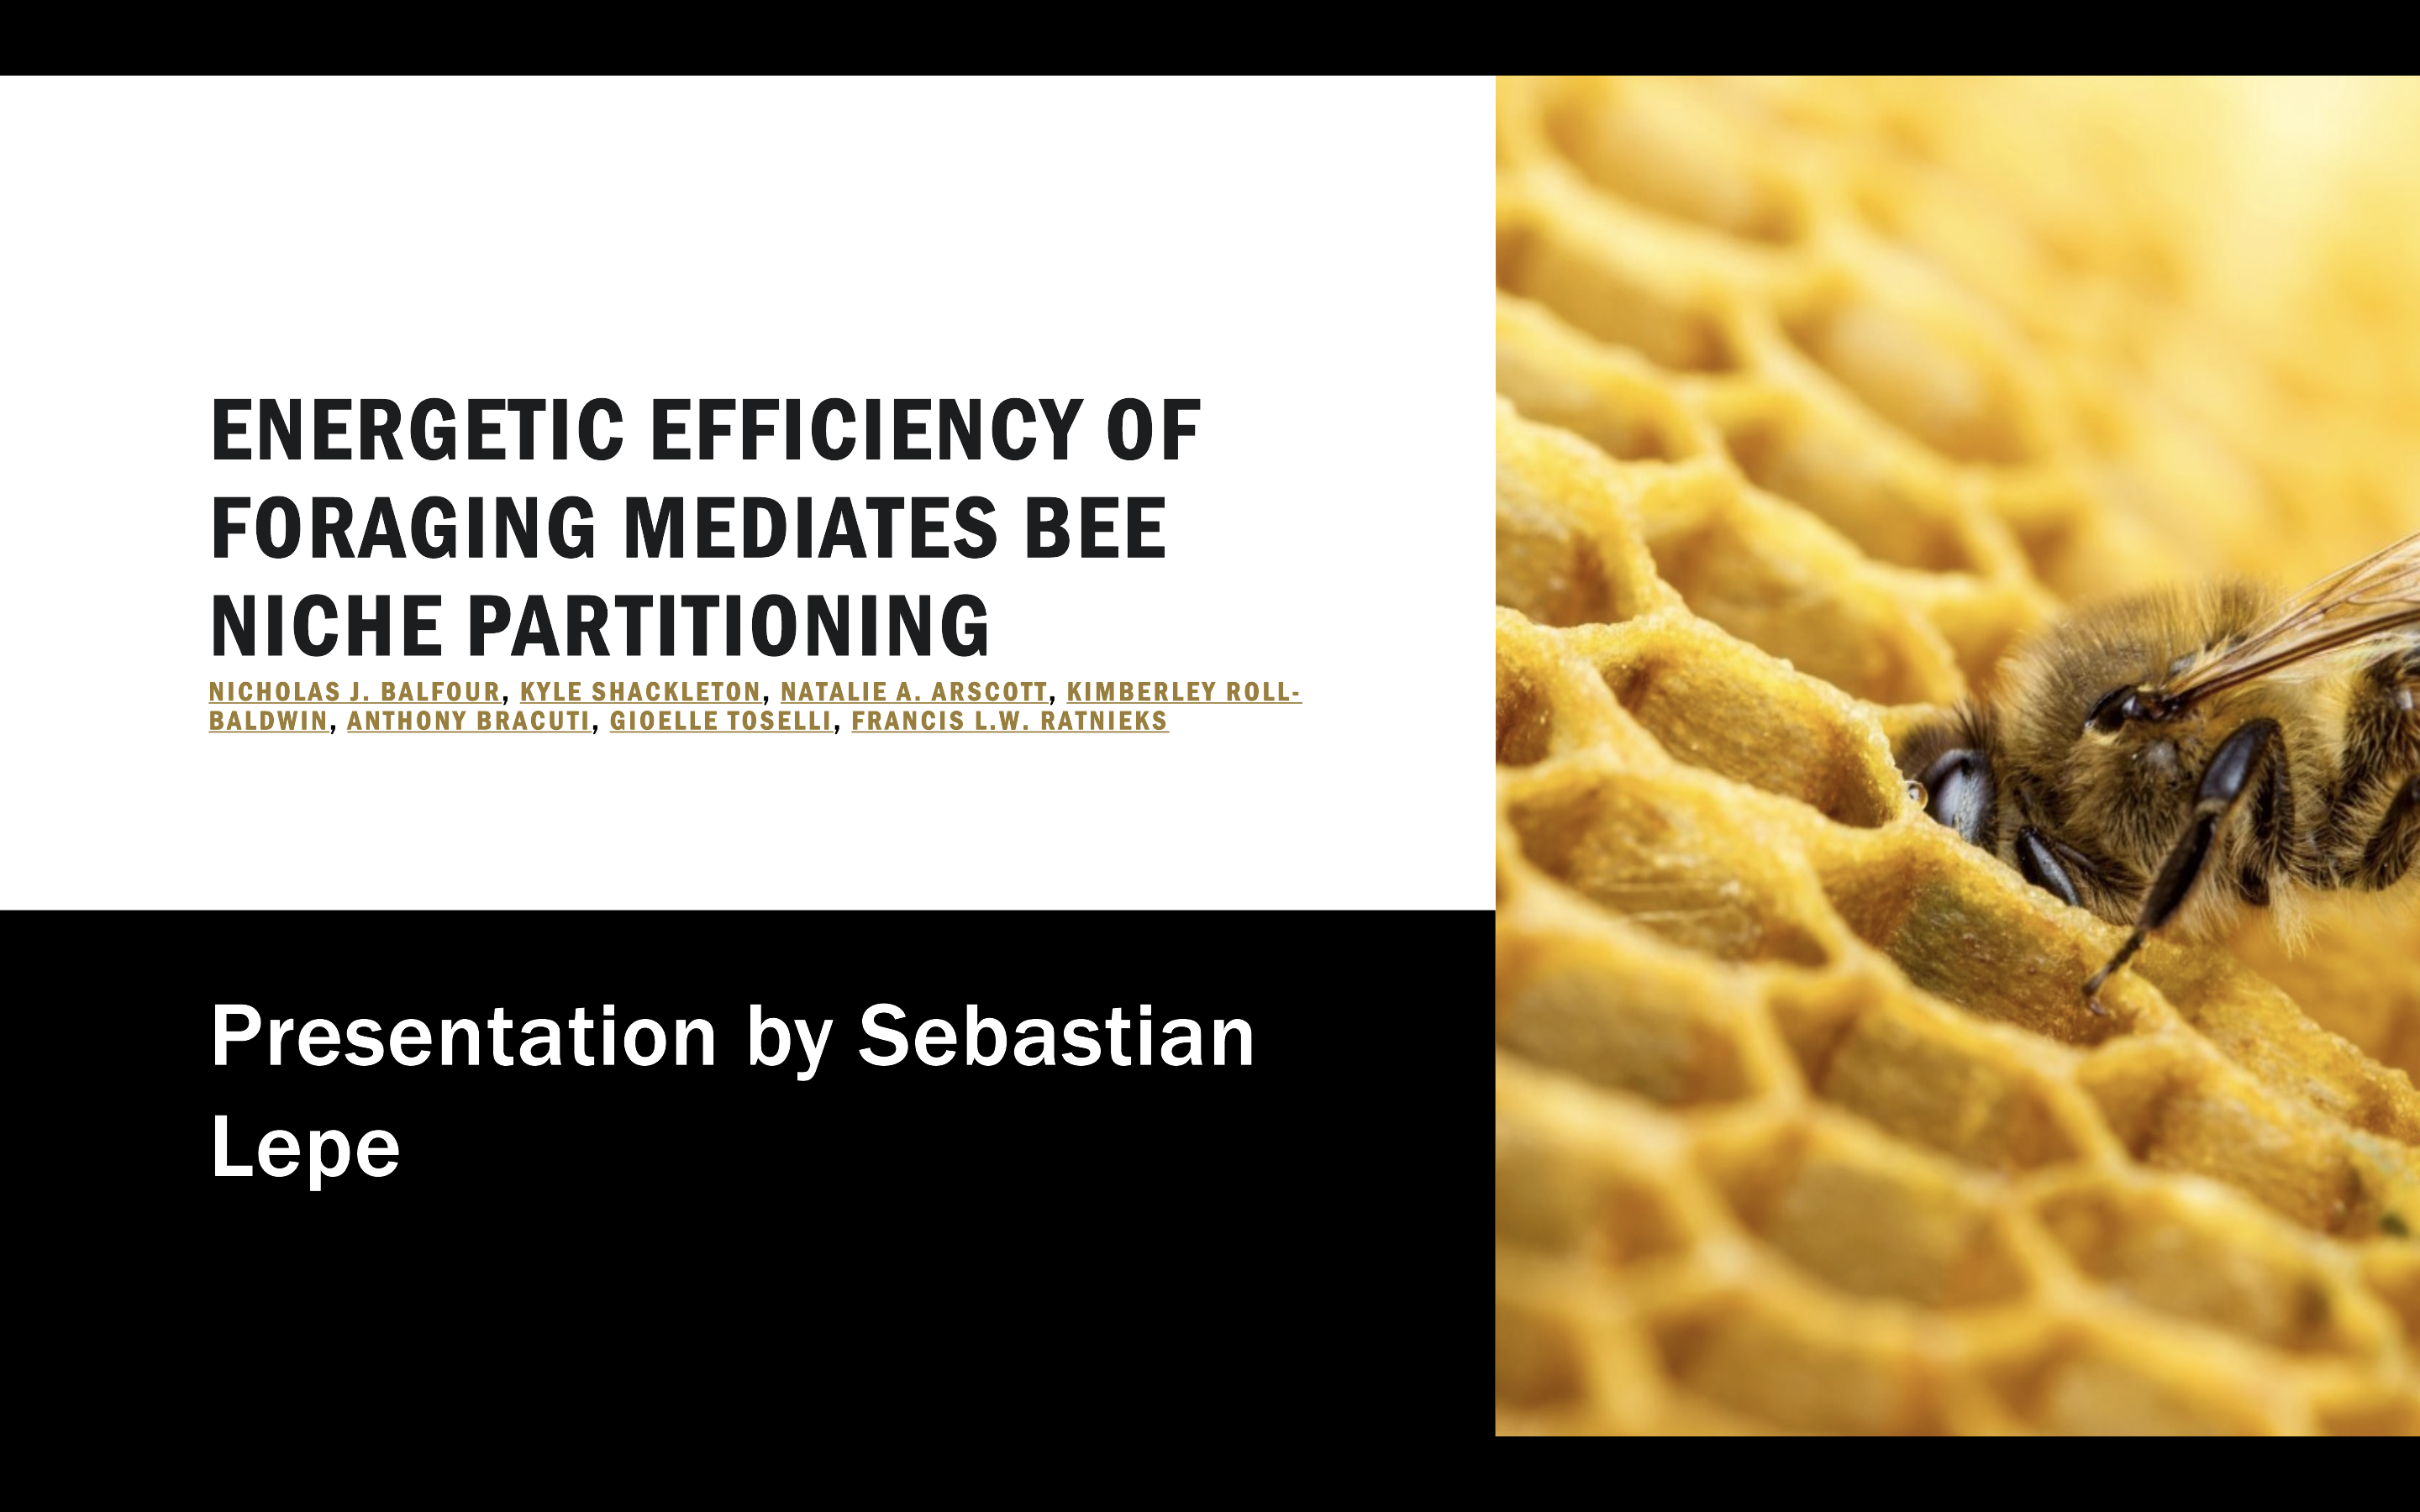 ENERGETIC EFFICIENCY OF
FORAGING MEDIATES BEE
NICHE PARTITIONING
NICHOLAS J. BALFOUR, KYLE SHACKLETON, NATALIE A. ARSCOTT, KIMBERLEY ROLL-
BALDWIN, ANTHONY BRACUTI, GIOELLE TOSELLI, FRANCIS L.W. RATNIEKS
Presentation by Sebastian
Lepe